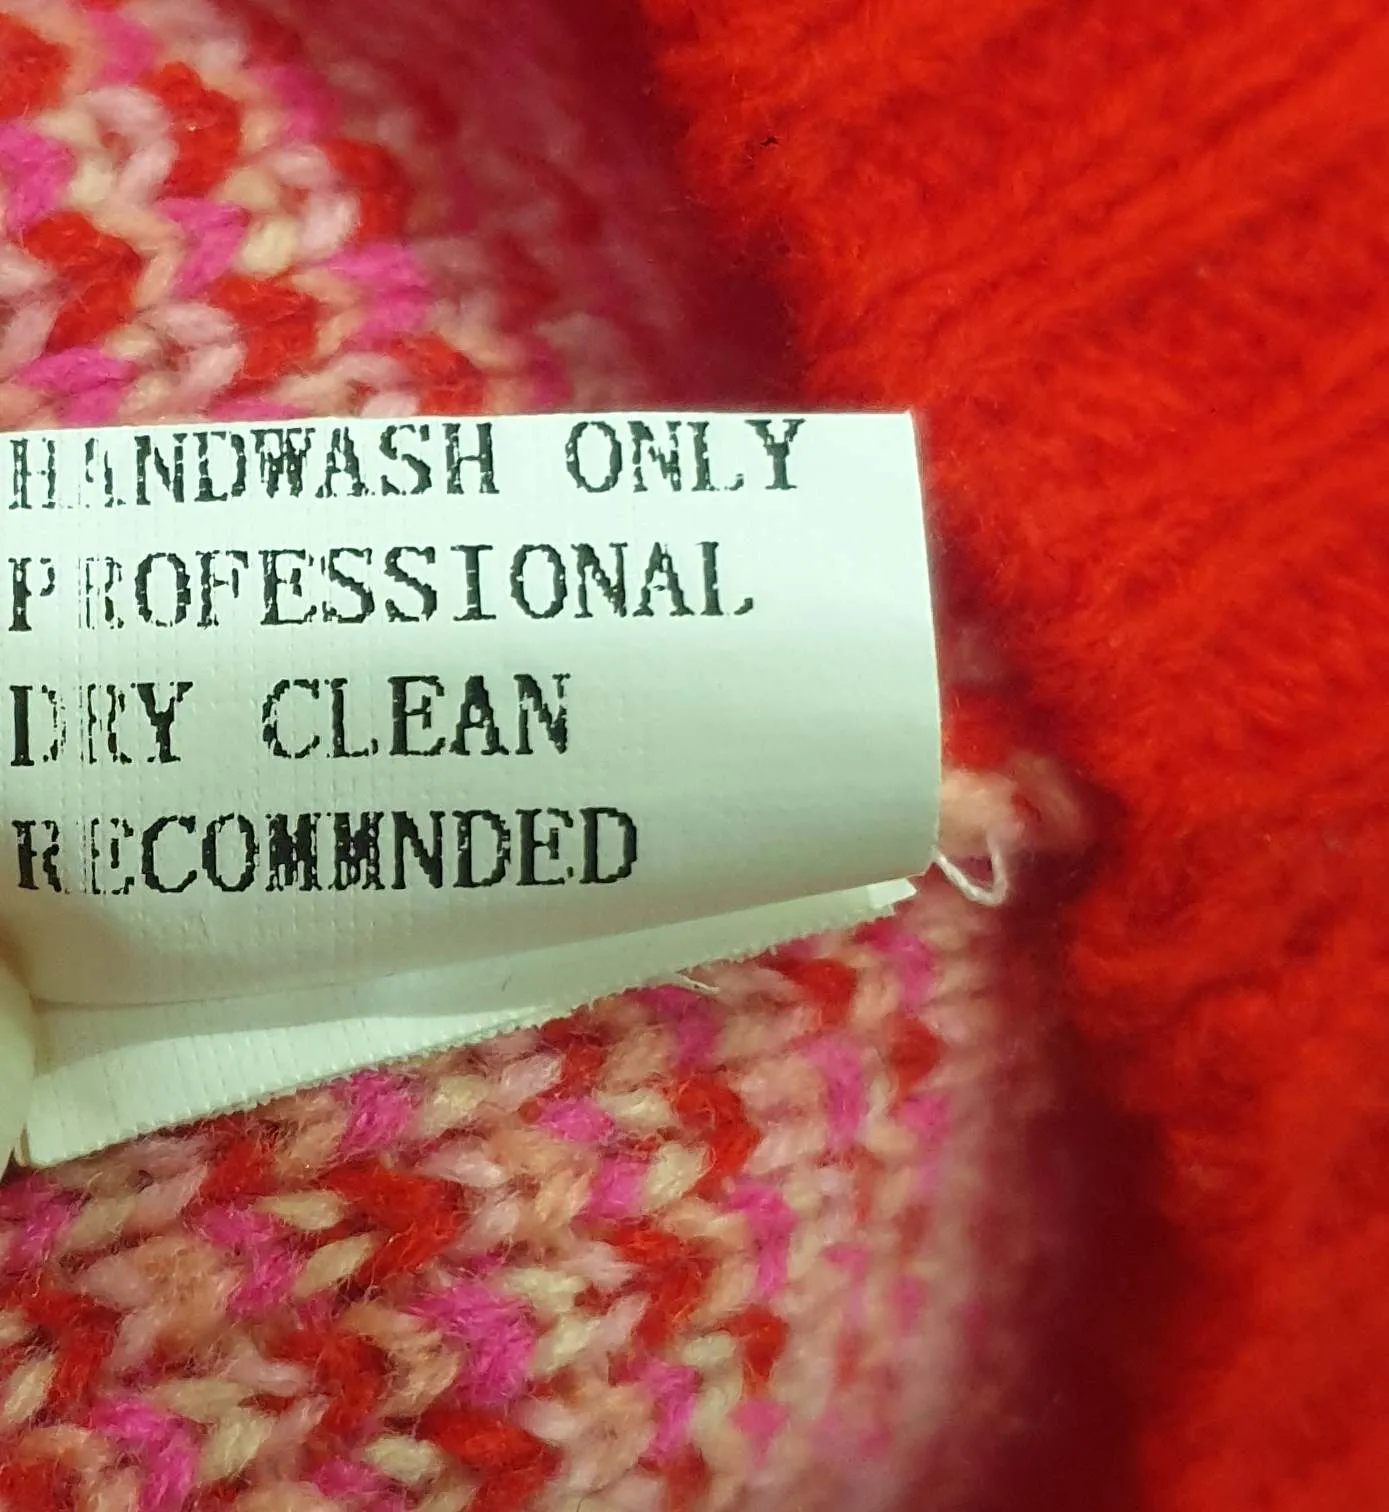 HANDWASH ONLY
PROFESSIONAL
DRY CLEAN
RECOMMNDED